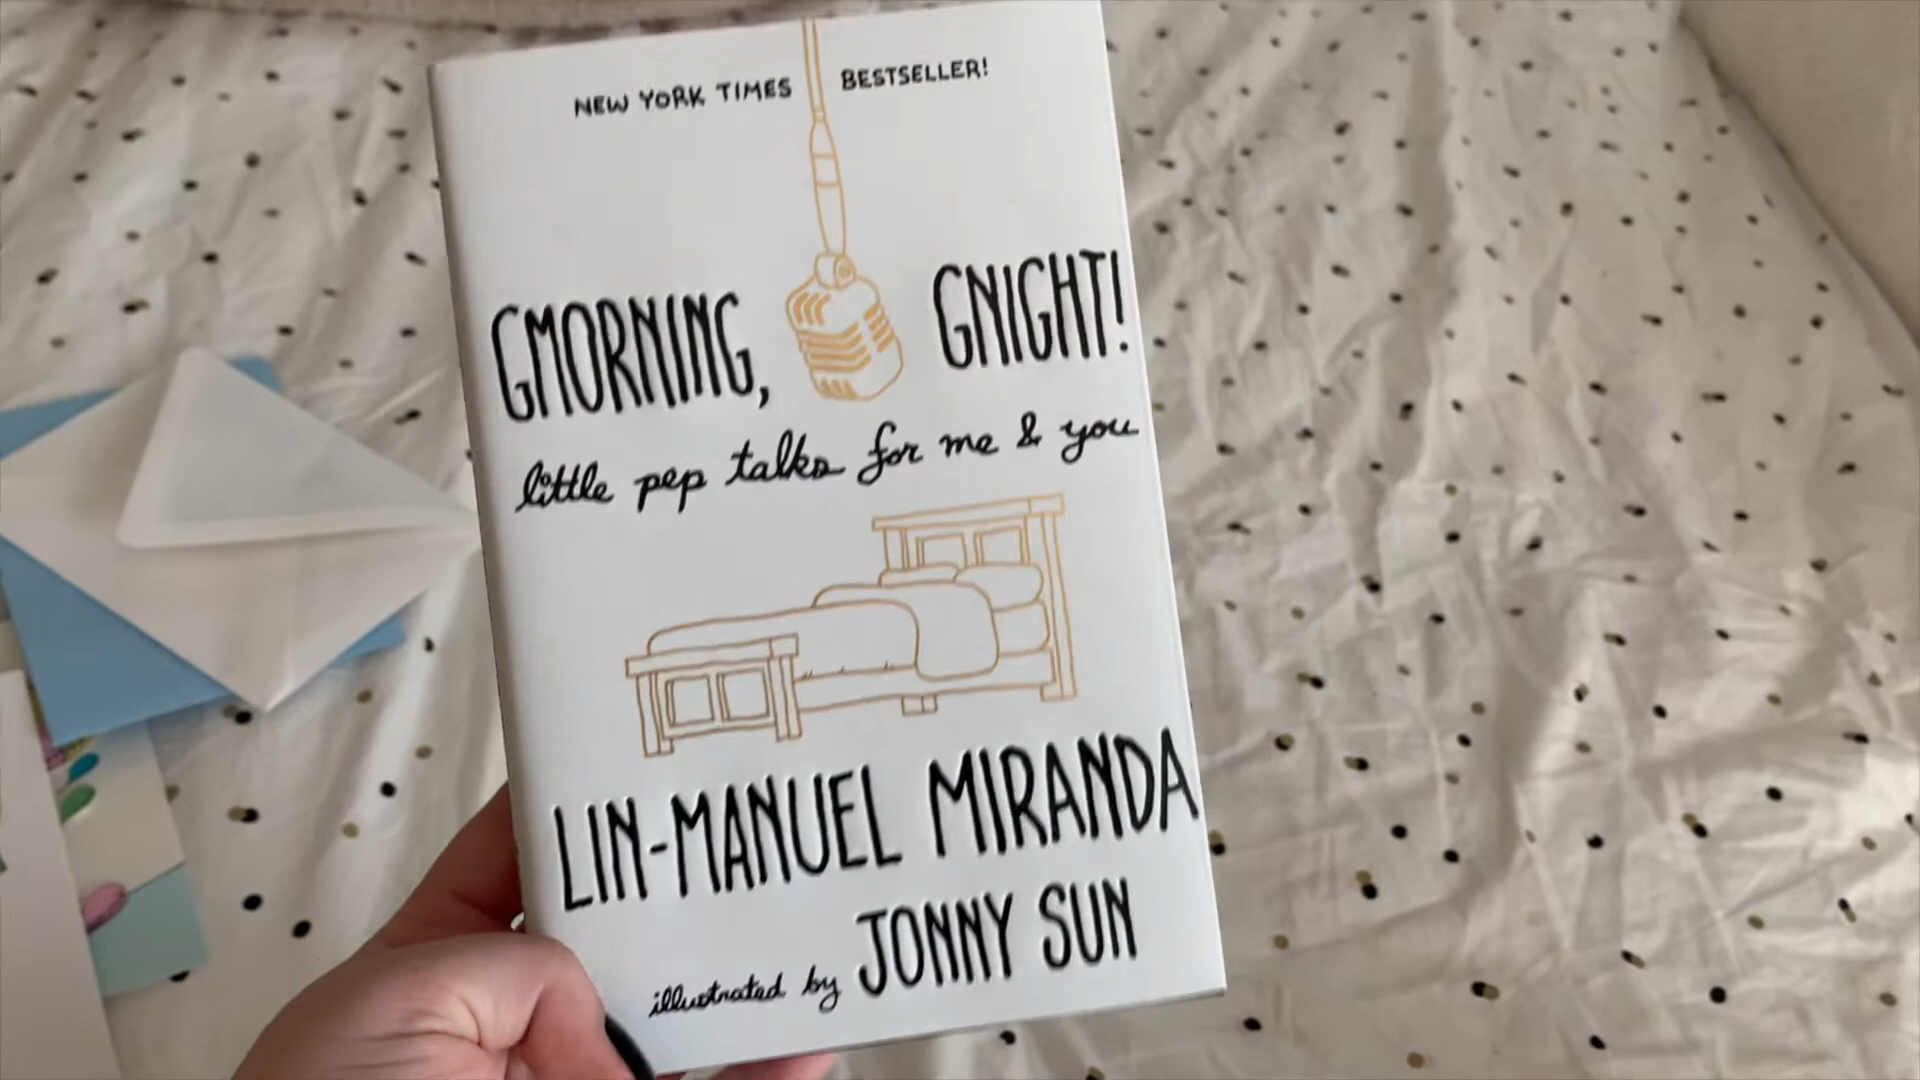 NEW YORK TIMES BESTSELLER!
GMORNING, GNIGHT!
little pep talks for me & you
LIN-MANUEL MIRANDA
illustrated by JONNY SUN